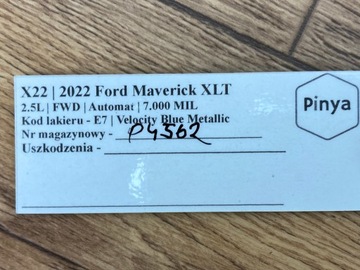 X22 | 2022 Ford Maverick XLT
2.5L | FWD | Automat | 7.000 MIL
Kod lakieru - E7 | Velocity Blue Metallic
Nr magazynowy - P4562
Uszkodzenia -
Pinya